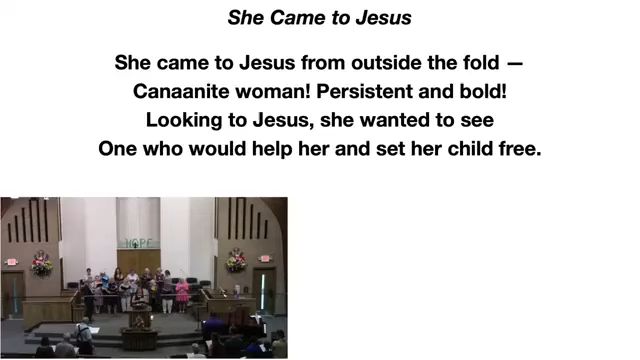 She Came to Jesus
She came to Jesus from outside the fold —
Canaanite woman! Persistent and bold!
Looking to Jesus, she wanted to see
One who would help her and set her child free.
HOPE